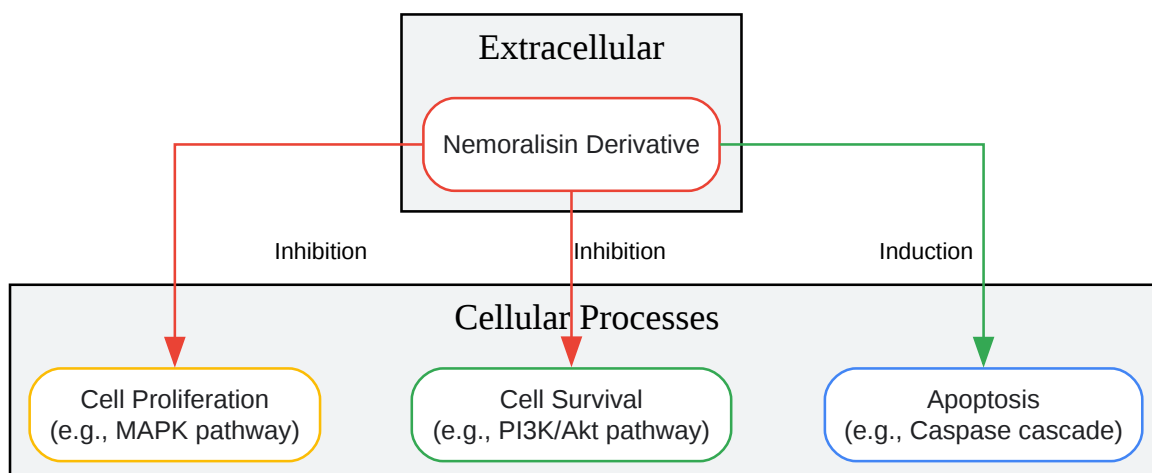 Extracellular
Nemoralisin Derivative
Inhibition
Inhibition
Induction
Cellular Processes
Cell Proliferation
(e.g., MAPK pathway)
Cell Survival
(e.g., PI3K/Akt pathway)
Apoptosis
(e.g., Caspase cascade)